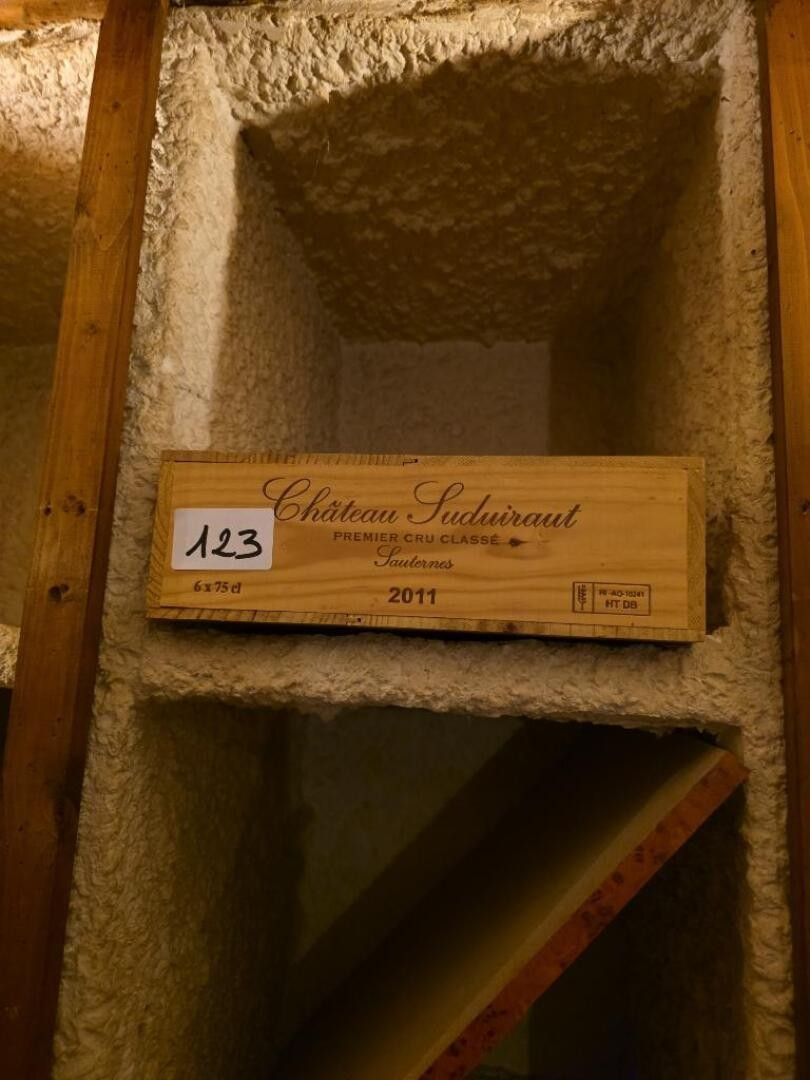 Château Suduiraut
PREMIER CRU CLASSÉ
Sauternes
123
6 x 75 cl
2011
HT DB